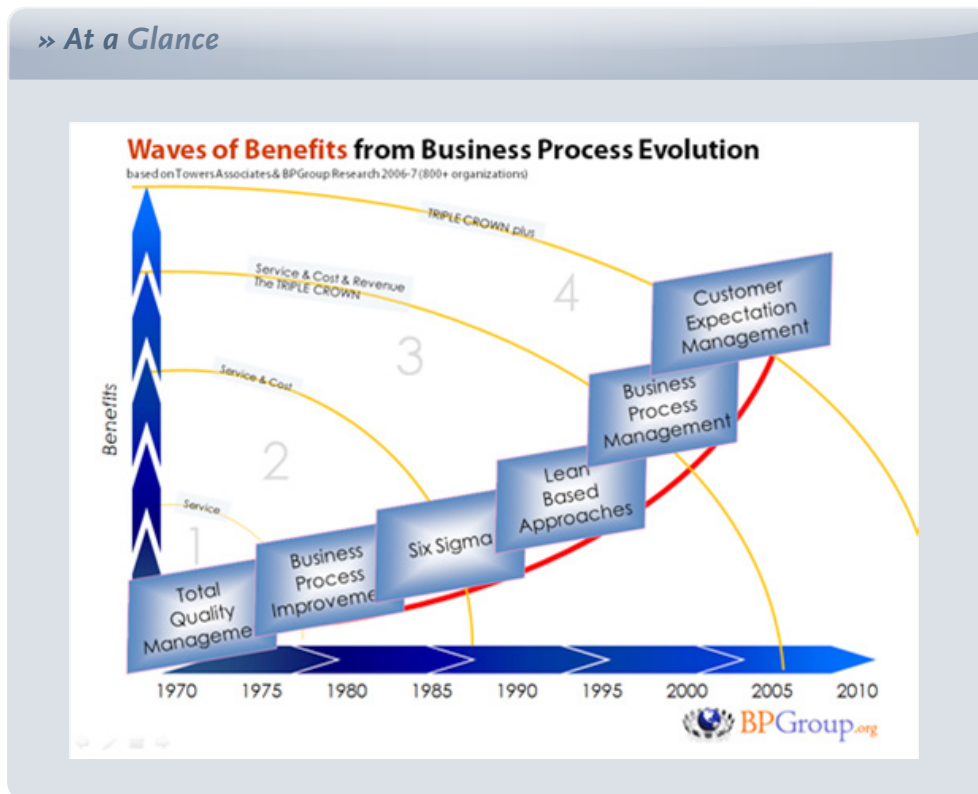 » At a Glance
Waves of Benefits from Business Process Evolution
based on Towers Associates & BPGroup Research 2006-7 (800+ organizations)
TRIPLE CROWN plus
Service & Cost & Revenue
The TRIPLE CROWN
4
Customer
Expectation
Management
3
Service & Cost
Business
Process
Management
Benefits
2
Lean
Based
Approaches
Service
1
Six Sigma
Business
Process
Improveme
Total
Quality
Manageme
1970 1975 1980 1985 1990 1995 2000 2005 2010
BPGroup.org